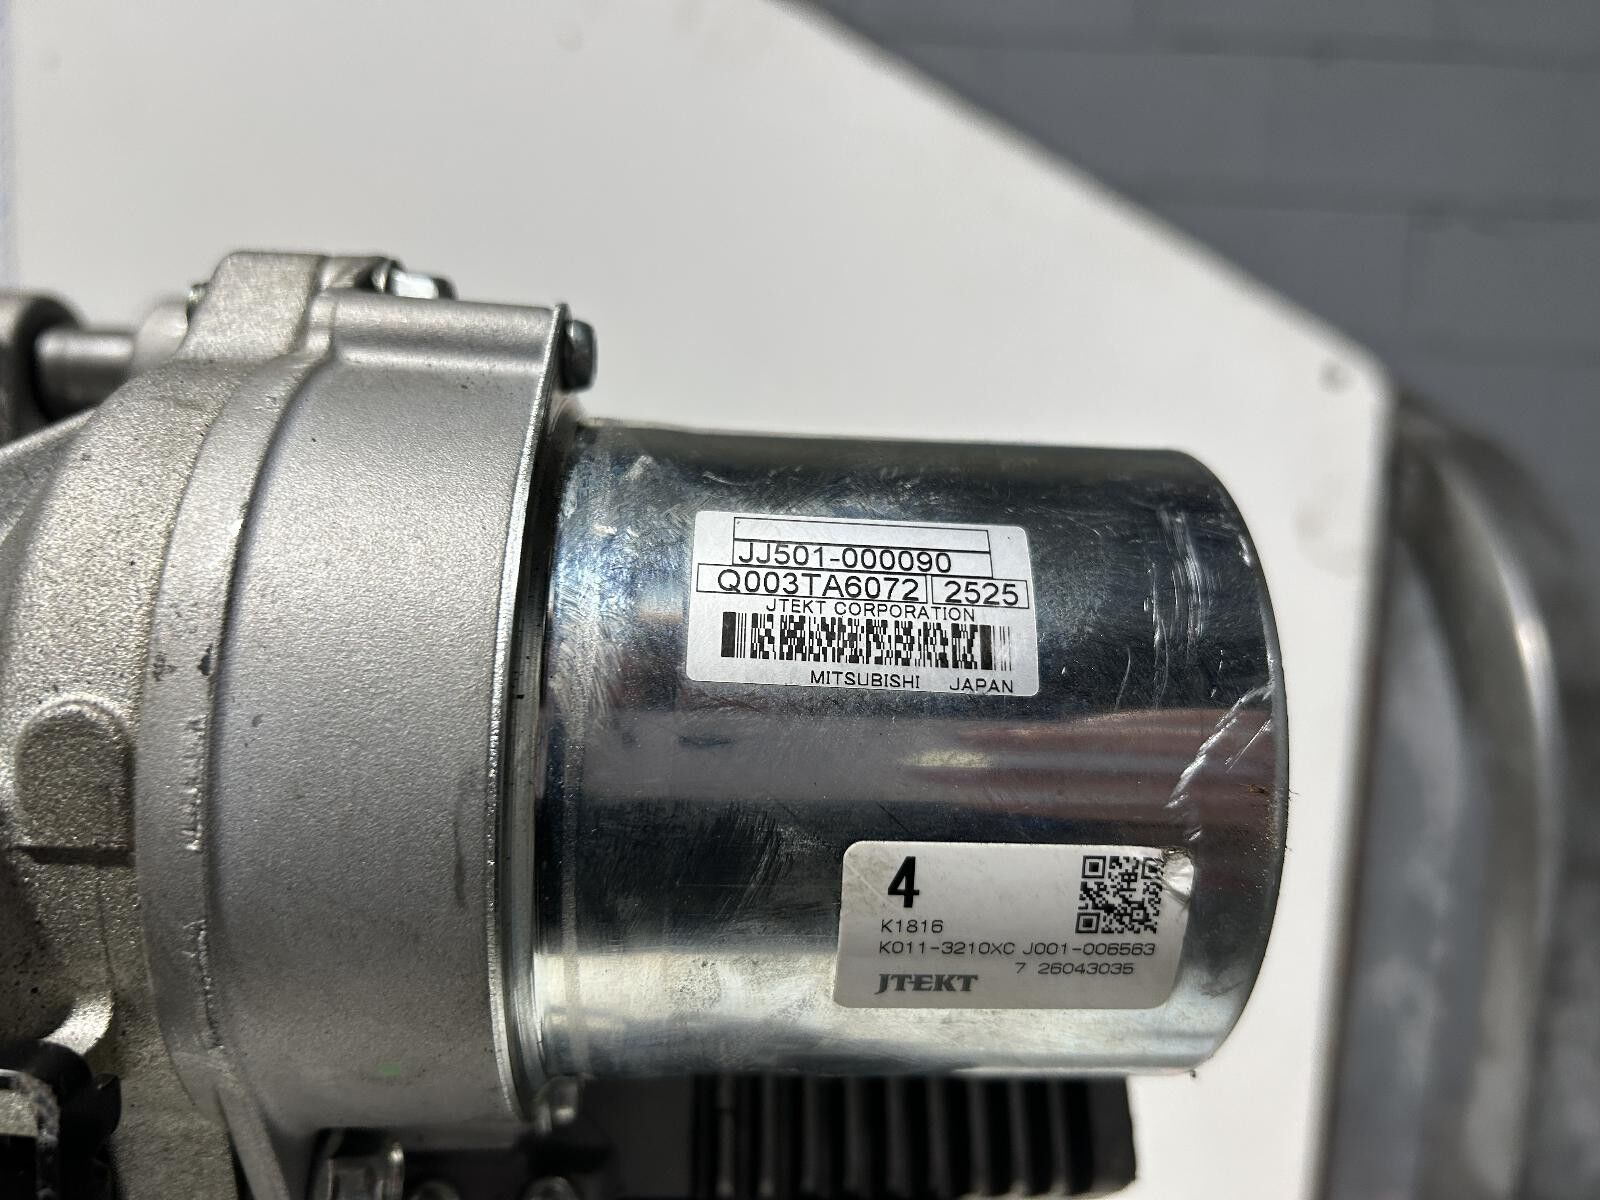 JJ501-000090
Q003TA6072 2525
JTEKT CORPORATION
MITSUBISHI JAPAN
4
K1816
K011-3210XC J001-006563
7 26043035
JTEKT